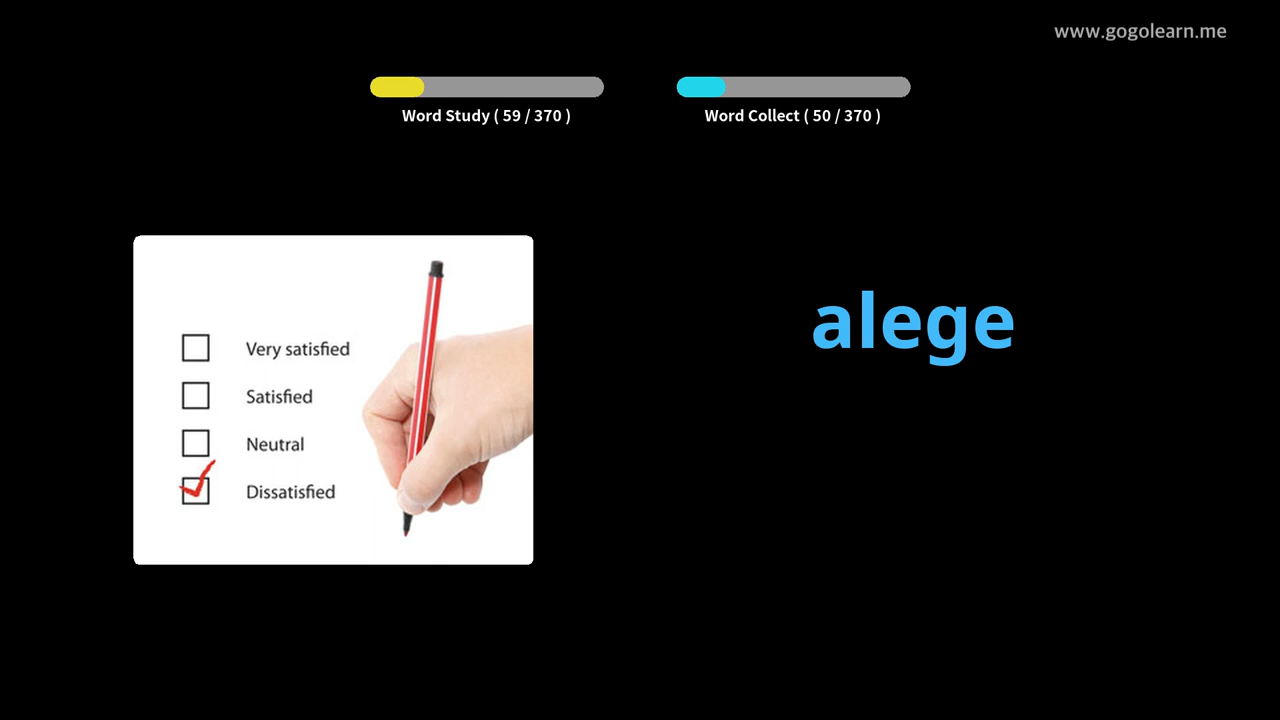 www.gogolearn.me
Word Study ( 59 / 370 )
Word Collect ( 50 / 370 )
Very satisfied
Satisfied
Neutral
Dissatisfied
alege